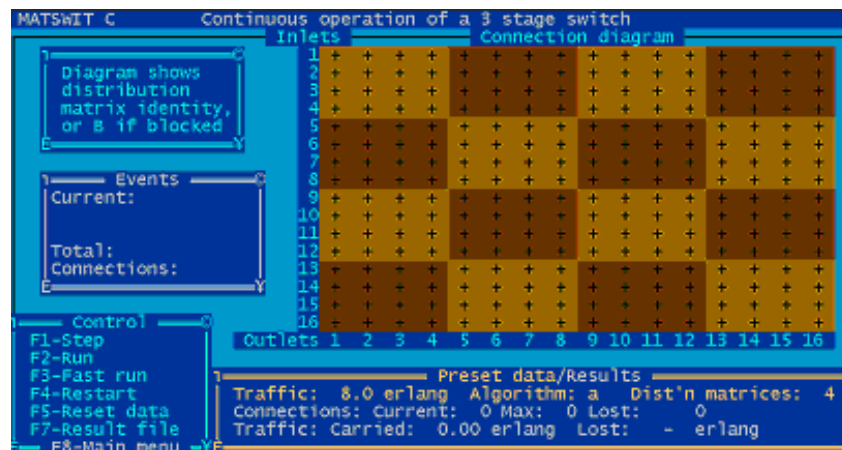 MATSWIT C Continuous operation of a 3 stage switch
Inlets Connection diagram
Diagram shows
distribution
matrix identity,
or B if blocked
Events
Current:
Total:
Connections:
1
2
3
4
5
6
7
8
9
10
11
12
13
14
15
16
Outlets 1 2 3 4 5 6 7 8 9 10 11 12 13 14 15 16
Control
F1-Step
F2-Run
F3-Fast run
F4-Restart
F5-Reset data
F7-Result file
F8-Main menu
Preset data/Results
Traffic: 8.0 erlang Algorithm: a Dist'n matrices: 4
Connections: Current: 0 Max: 0 Lost: 0
Traffic: Carried: 0.00 erlang Lost: - erlang